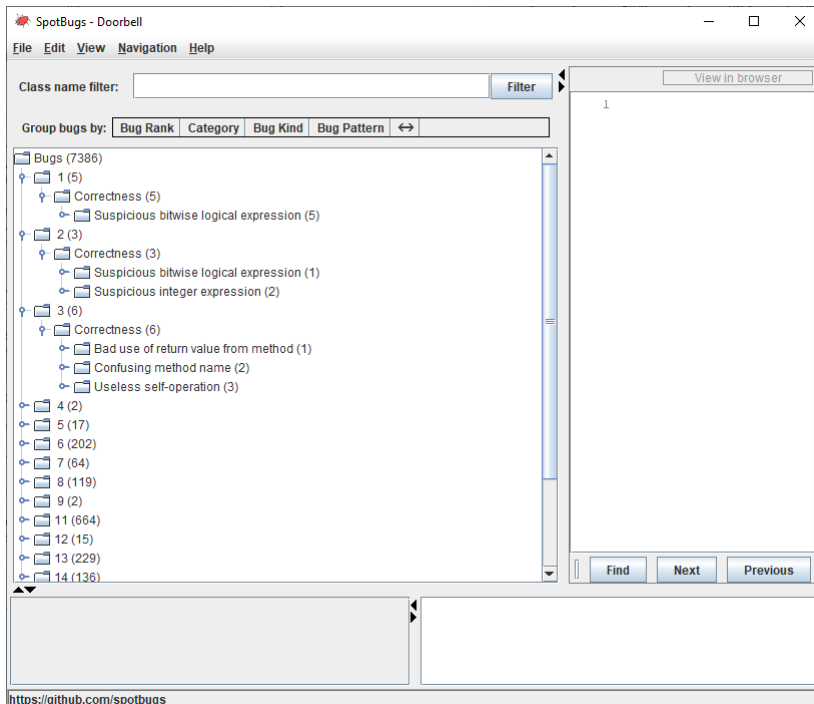 SpotBugs - Doorbell
File Edit View Navigation Help
Class name filter: Filter
View in browser
1
Group bugs by: Bug Rank Category Bug Kind Bug Pattern
Bugs (7386)
1 (5)
Correctness (5)
Suspicious bitwise logical expression (5)
2 (3)
Correctness (3)
Suspicious bitwise logical expression (1)
Suspicious integer expression (2)
3 (6)
Correctness (6)
Bad use of return value from method (1)
Confusing method name (2)
Useless self-operation (3)
4 (2)
5 (17)
6 (202)
7 (64)
8 (119)
9 (2)
11 (664)
12 (15)
13 (229)
14 (136)
Find Next Previous
https://github.com/spotbugs